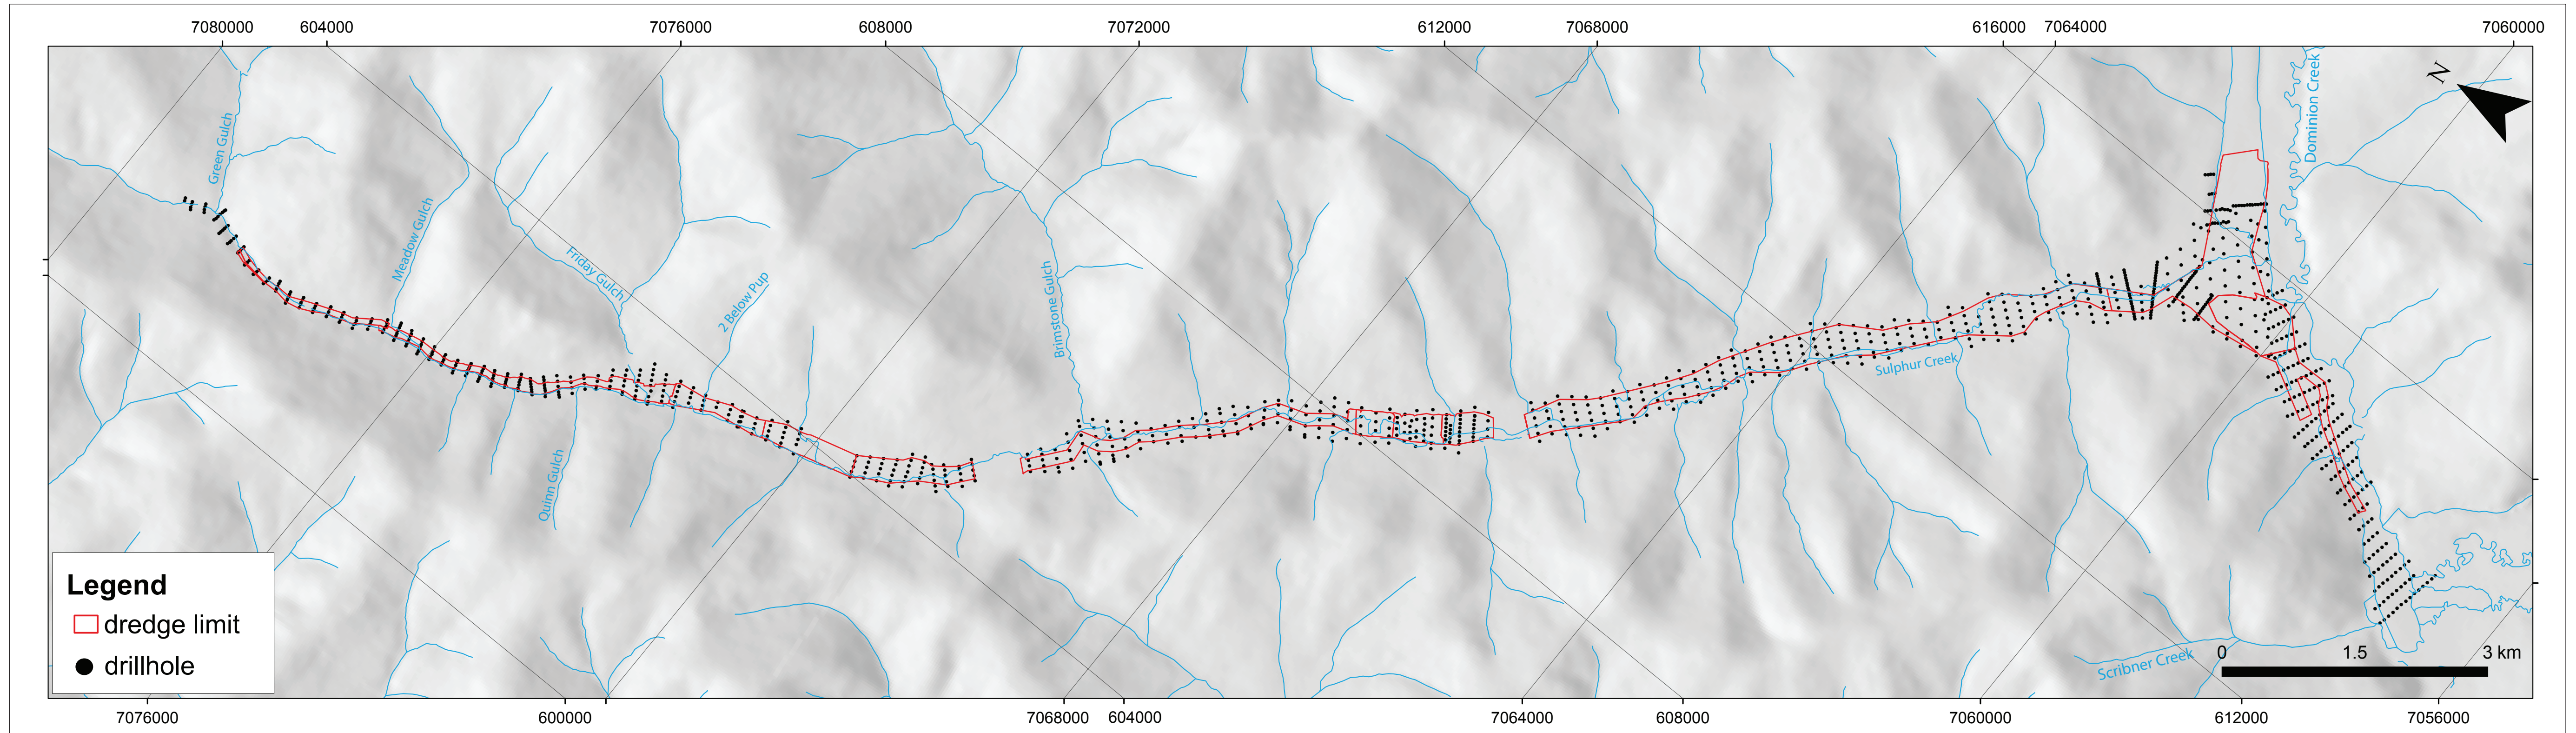 7080000 604000 7076000 608000 7072000 612000 7068000 616000 7064000 7060000
N
Dominion Creek
Green Gulch
Meadow Gulch
Friday Gulch
2 Below Pup
Brimstone Gulch
Sulphur Creek
Quinn Gulch
Legend
dredge limit
drillhole
Scribner Creek
0 1.5 3 km
7076000 600000 7068000 604000 7064000 608000 7060000 612000 7056000